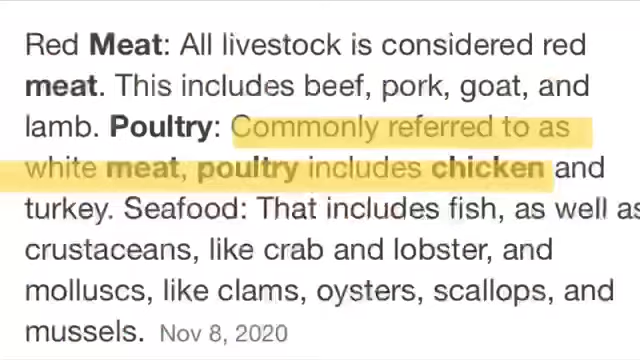 Red Meat: All livestock is considered red
meat. This includes beef, pork, goat, and
lamb. Poultry: Commonly referred to as
white meat, poultry includes chicken and
turkey. Seafood: That includes fish, as well as
crustaceans, like crab and lobster, and
molluscs, like clams, oysters, scallops, and
mussels. Nov 8, 2020